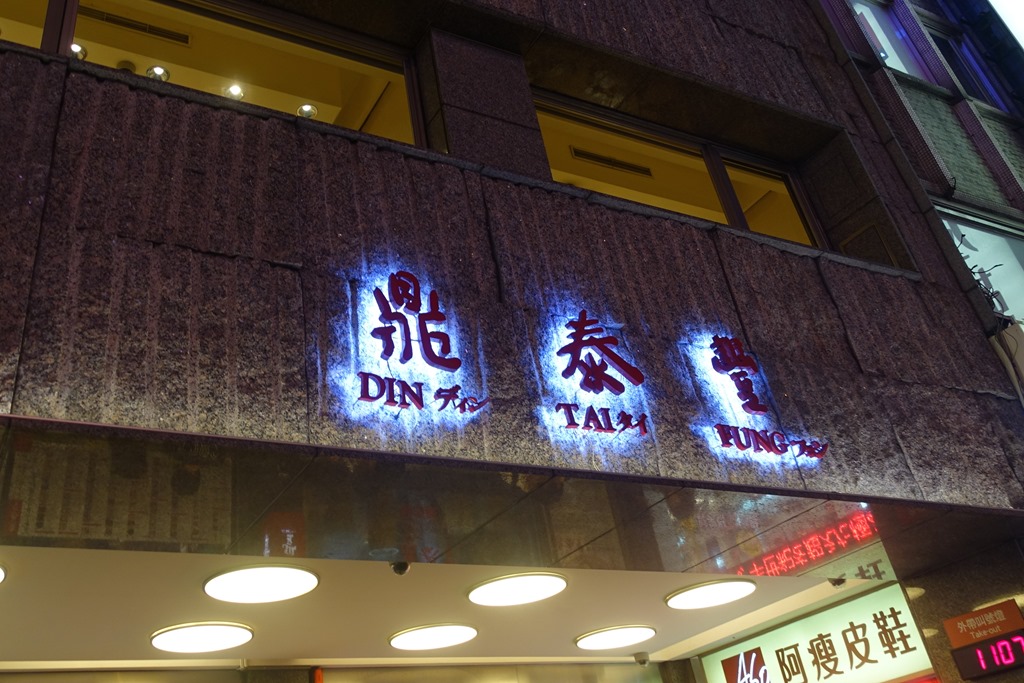 鼎 泰 豐
DIN ディン TAI タイ FUNG フォン
阿瘦皮鞋
外帶叫號燈
Take-out
1107